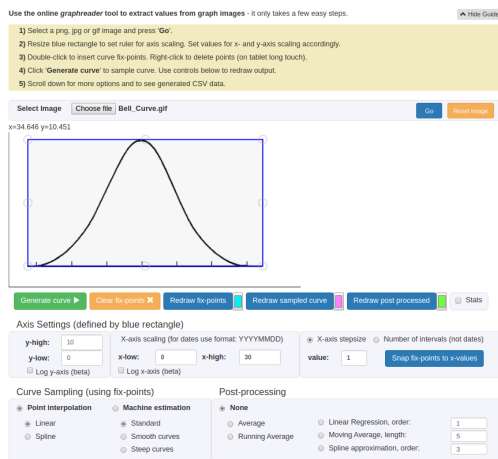 Use the online graphreader tool to extract values from graph images - it only takes a few easy steps.
Hide Guide
1) Select a png, jpg or gif image and press 'Go'.
2) Resize blue rectangle to set ruler for axis scaling. Set values for x- and y-axis scaling accordingly.
3) Double-click to insert curve fix-points. Right-click to delete points (on tablet long touch).
4) Click 'Generate curve' to sample curve. Use controls below to redraw output.
5) Scroll down for more options and to see generated CSV data.
Select Image Choose file Bell_Curve.gif Go Reset image
x=34.646 y=10.451
Generate curve Clear fix-points Redraw fix-points Redraw sampled curve Redraw post processed Stats
Axis Settings (defined by blue rectangle)
y-high: 10 X-axis scaling (for dates use format: YYYYMMDD) X-axis stepsize Number of intervals (not dates)
y-low: 0 x-low: 0 x-high: 30 value: 1 Snap fix-points to x-values
Log y-axis (beta) Log x-axis (beta)
Curve Sampling (using fix-points) Post-processing
Point interpolation Machine estimation None
Linear Standard Average Linear Regression, order: 1
Spline Smooth curves Running Average Moving Average, length: 5
Steep curves Spline approximation, order: 3